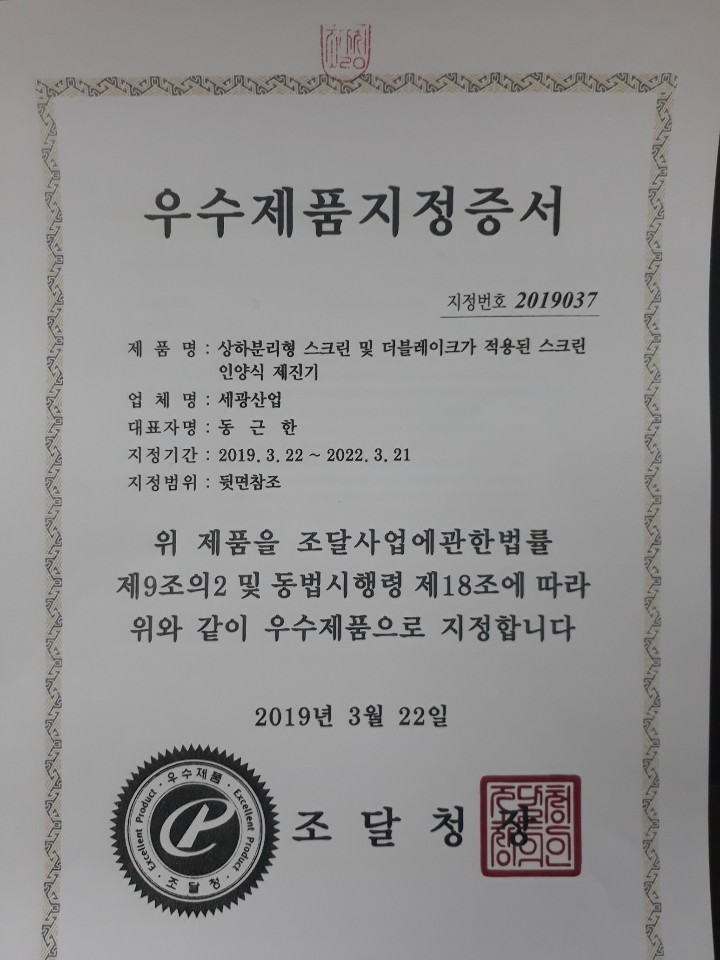 우수제품지정증서
지정번호 2019037
제 품 명 : 상하분리형 스크린 및 더블레이크가 적용된 스크린
인양식 제진기
업 체 명 : 세광산업
대표자명 : 동 근 한
지정기간 : 2019. 3. 22 ~ 2022. 3. 21
지정범위 : 뒷면참조
위 제품을 조달사업에관한법률
제9조의2 및 동법시행령 제18조에 따라
위와 같이 우수제품으로 지정합니다
2019년 3월 22일
· 우수제품 ·
Excellent Product
Excellent Product
· 조달청 ·
조 달 청 장